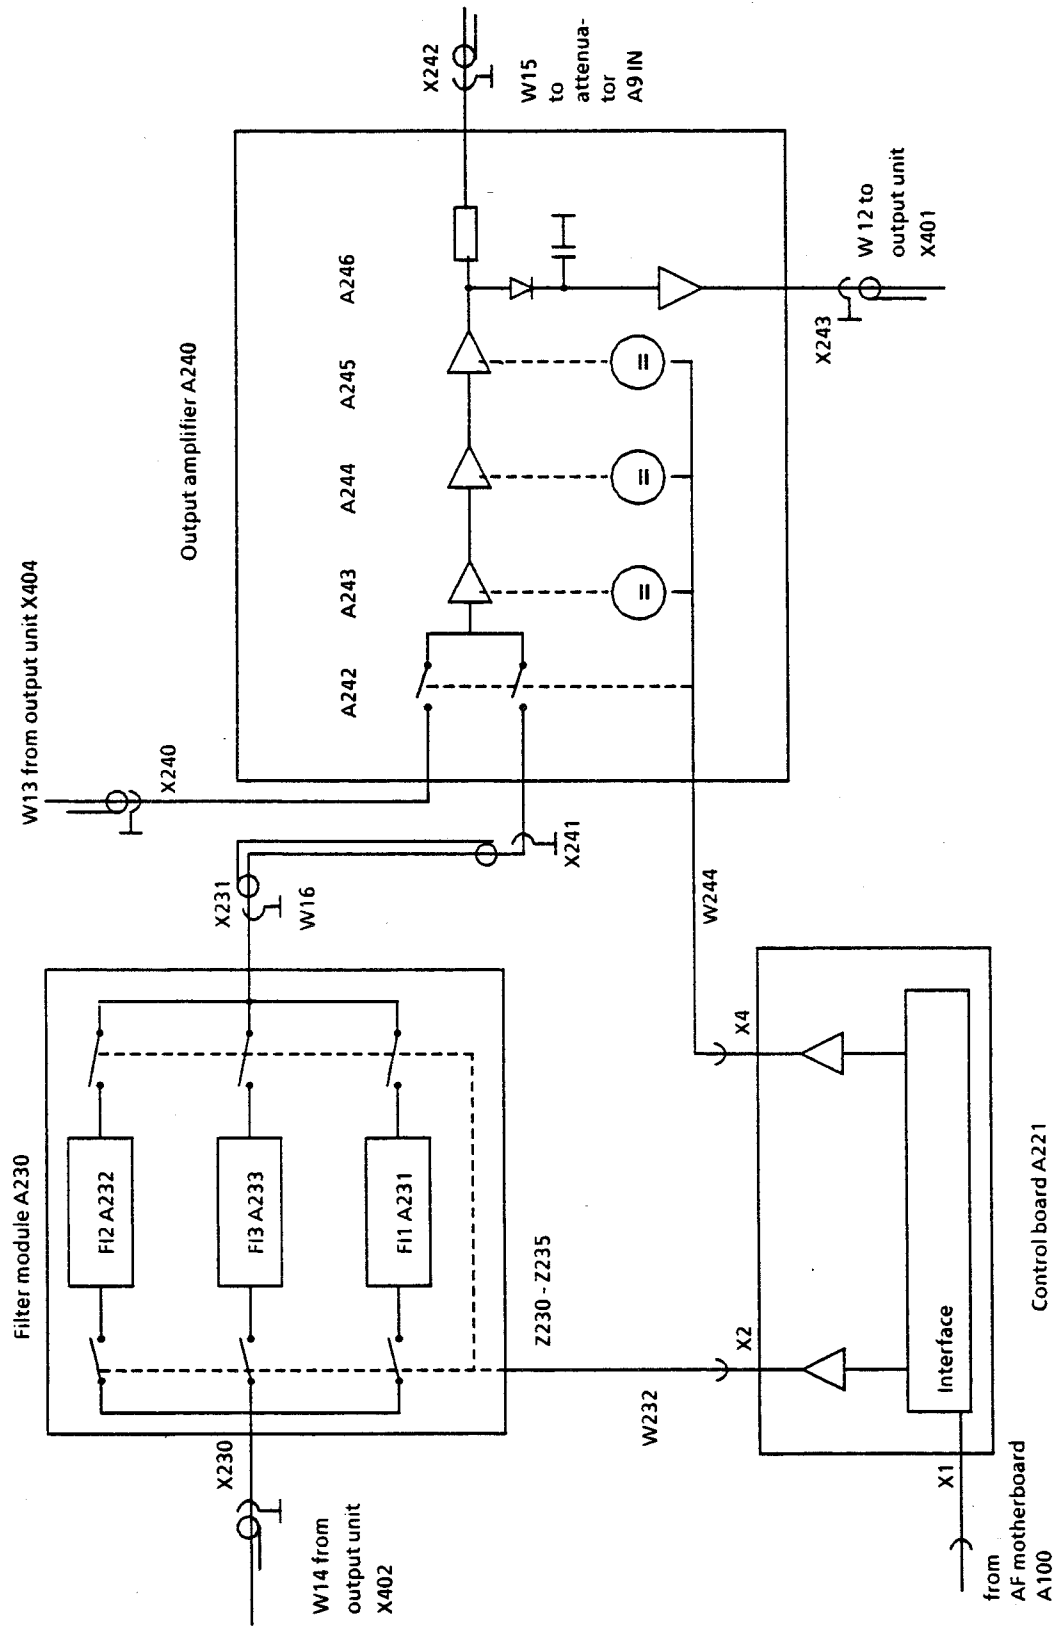 Filter module A230
FI2 A232
FI3 A233
FI1 A231
X230
W14 from
output unit
X402
X231
W16
Z230 - Z235
W232
X2
X4
X1
from
AF motherboard
A100
Interface
Control board A221
W244
W13 from output unit X404
X240
X241
Output amplifier A240
A242
A243
A244
A245
A246
=
=
=
X242
W15
to
attenua-
tor
A9 IN
X243
W 12 to
output unit
X401